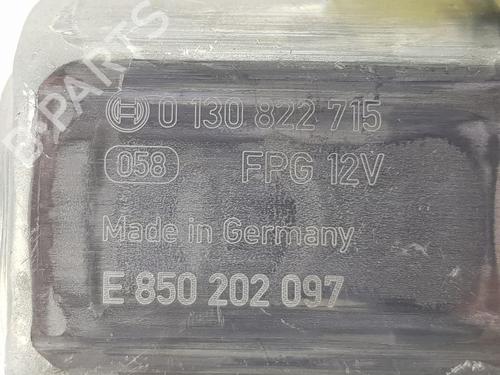 B-PARTS
0 130 822 715
058 FPG 12V
Made in Germany
E 850 202 097